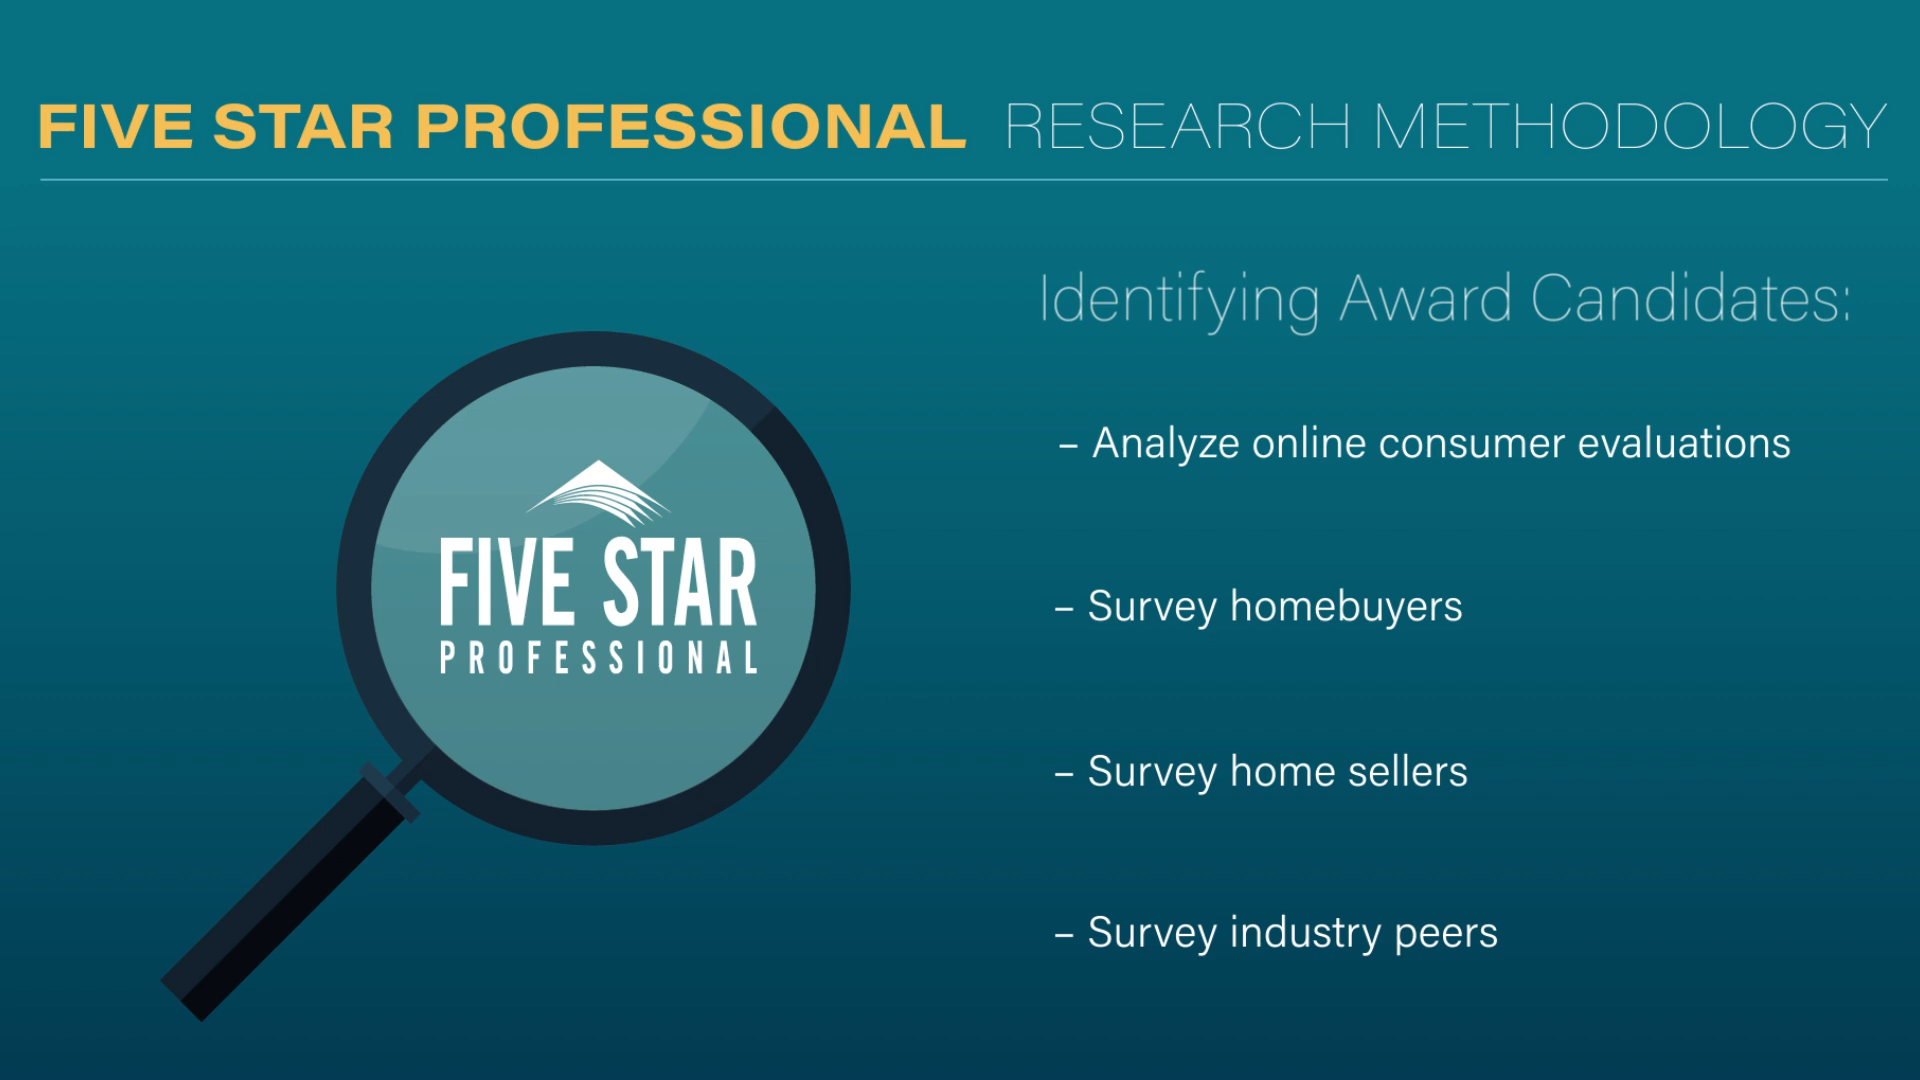 FIVE STAR PROFESSIONAL RESEARCH METHODOLOGY
Identifying Award Candidates:
– Analyze online consumer evaluations
– Survey homebuyers
– Survey home sellers
– Survey industry peers
FIVE STAR
PROFESSIONAL